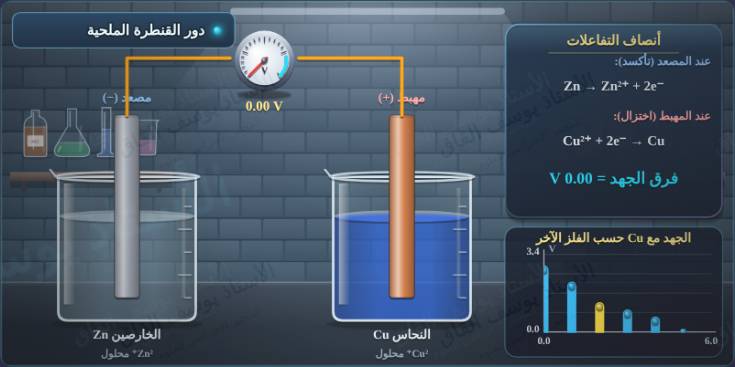 دور القنطرة الملحية
V
0.00 V
مصعد (−)
مهبط (+)
الخارصين Zn
محلول Zn²⁺
النحاس Cu
محلول Cu²⁺
أنصاف التفاعلات
عند المصعد (تأكسد):
Zn → Zn²⁺ + 2e⁻
عند المهبط (اختزال):
Cu²⁺ + 2e⁻ → Cu
فرق الجهد = 0.00 V
الجهد مع Cu حسب الفلز الآخر
V
3.4
0.0
0.0
6.0
الأستاذ يوسف